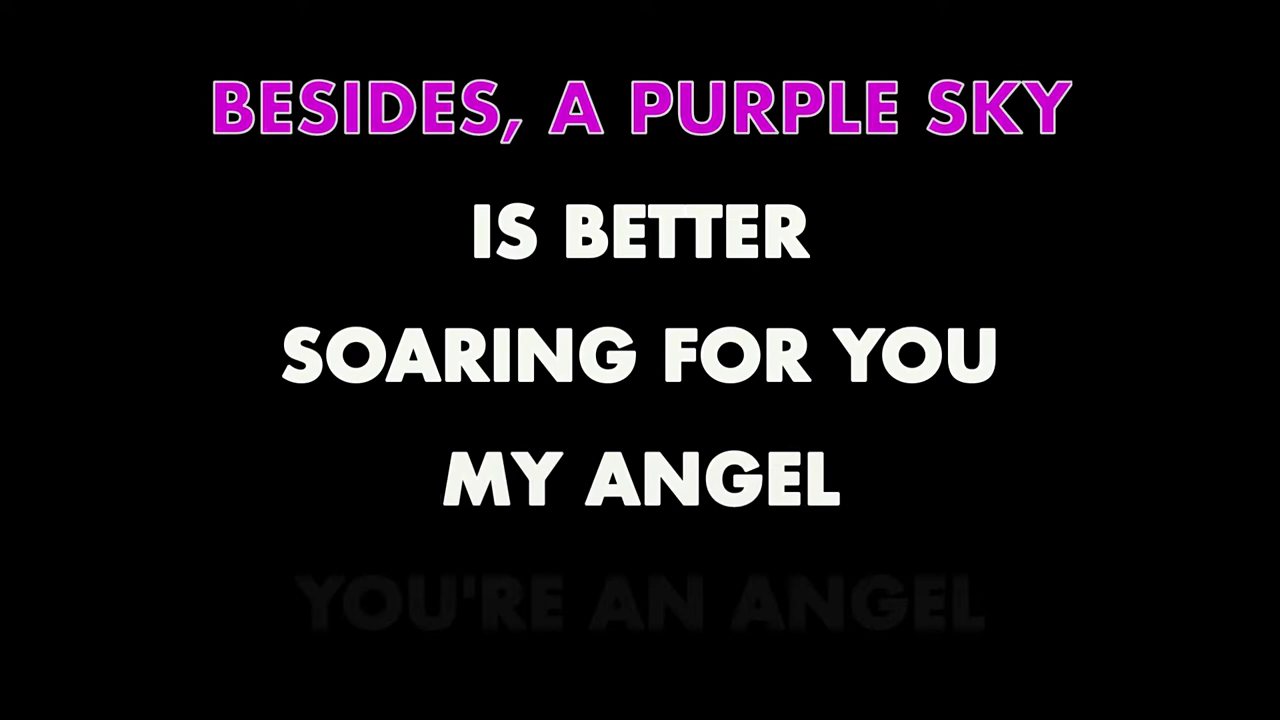 BESIDES, A PURPLE SKY
IS BETTER
SOARING FOR YOU
MY ANGEL
YOU'RE AN ANGEL